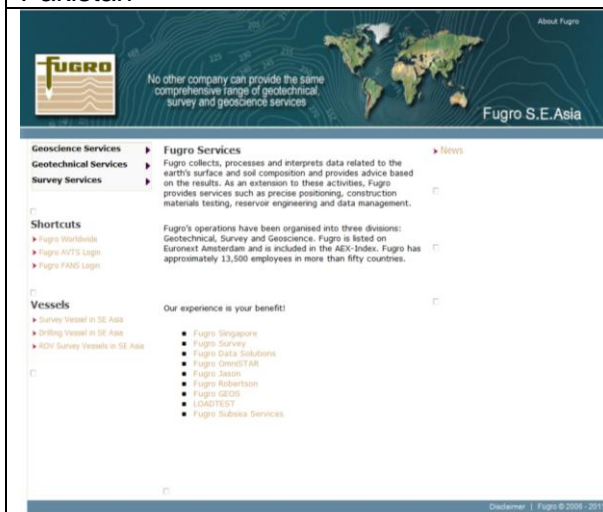 Pakistan
About Fugro
FUGRO
No other company can provide the same
comprehensive range of geotechnical,
survey and geoscience services
Fugro S.E.Asia
Geoscience Services
Geotechnical Services
Survey Services
Shortcuts
Fugro Worldwide
Fugro AVTS Login
Fugro FANS Login
Vessels
Survey Vessel in SE Asia
Drilling Vessel in SE Asia
ROV Survey Vessels in SE Asia
Fugro Services
Fugro collects, processes and interprets data related to the
earth's surface and soil composition and provides advice based
on the results. As an extension to these activities, Fugro
provides services such as precise positioning, construction
materials testing, reservoir engineering and data management.
Fugro's operations have been organised into three divisions:
Geotechnical, Survey and Geoscience. Fugro is listed on
Euronext Amsterdam and is included in the AEX-Index. Fugro has
approximately 13,500 employees in more than fifty countries.
Our experience is your benefit!
Fugro Singapore
Fugro Survey
Fugro Data Solutions
Fugro OmniSTAR
Fugro Jason
Fugro Robertson
Fugro GEOS
LOADTEST
Fugro Subsea Services
News
Disclaimer | Fugro © 2006 - 201